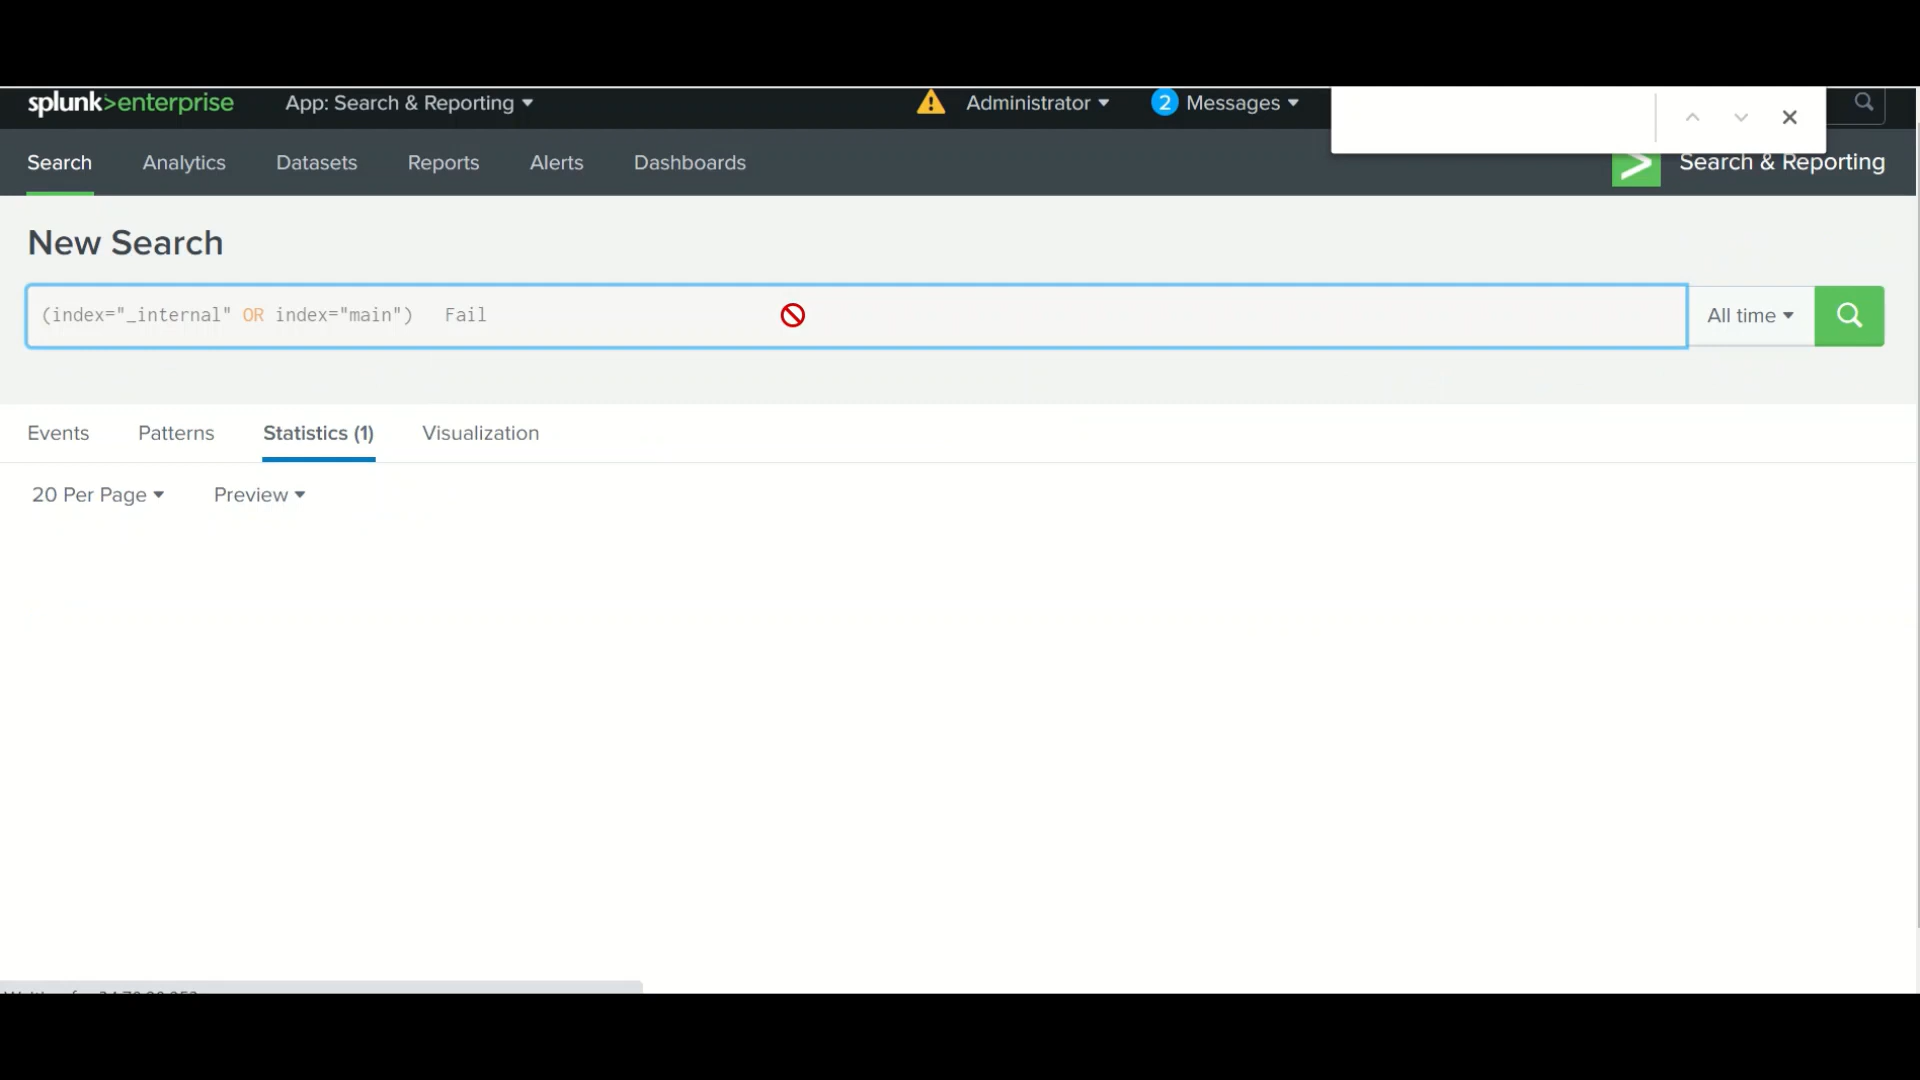 splunk>enterprise App: Search & Reporting Administrator 2 Messages
Search Analytics Datasets Reports Alerts Dashboards Search & Reporting
New Search
(index="_internal" OR index="main") Fail All time
Events Patterns Statistics (1) Visualization
20 Per Page Preview